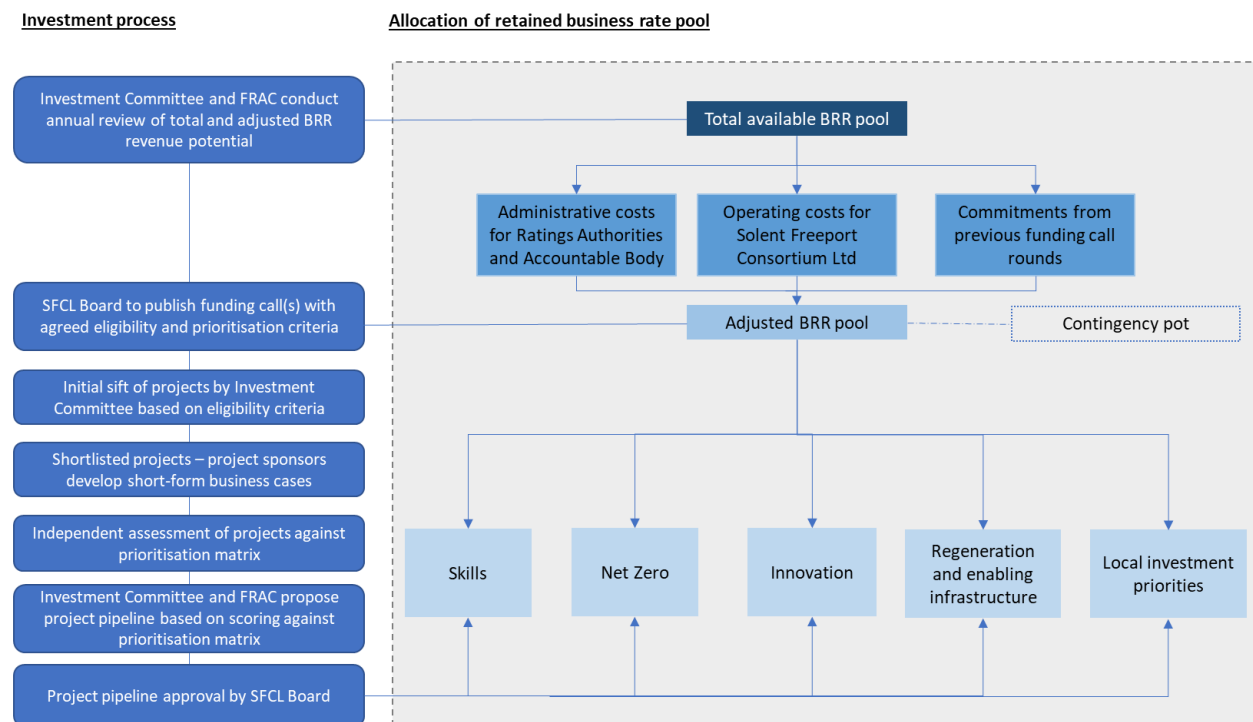 Investment process
Allocation of retained business rate pool
Investment Committee and FRAC conduct
annual review of total and adjusted BRR
revenue potential
Total available BRR pool
Administrative costs
for Ratings Authorities
and Accountable Body
Operating costs for
Solent Freeport
Consortium Ltd
Commitments from
previous funding call
rounds
SFCL Board to publish funding call(s) with
agreed eligibility and prioritisation criteria
Adjusted BRR pool
Contingency pot
Initial sift of projects by Investment
Committee based on eligibility criteria
Shortlisted projects – project sponsors
develop short-form business cases
Independent assessment of projects against
prioritisation matrix
Investment Committee and FRAC propose
project pipeline based on scoring against
prioritisation matrix
Project pipeline approval by SFCL Board
Skills
Net Zero
Innovation
Regeneration
and enabling
infrastructure
Local investment
priorities